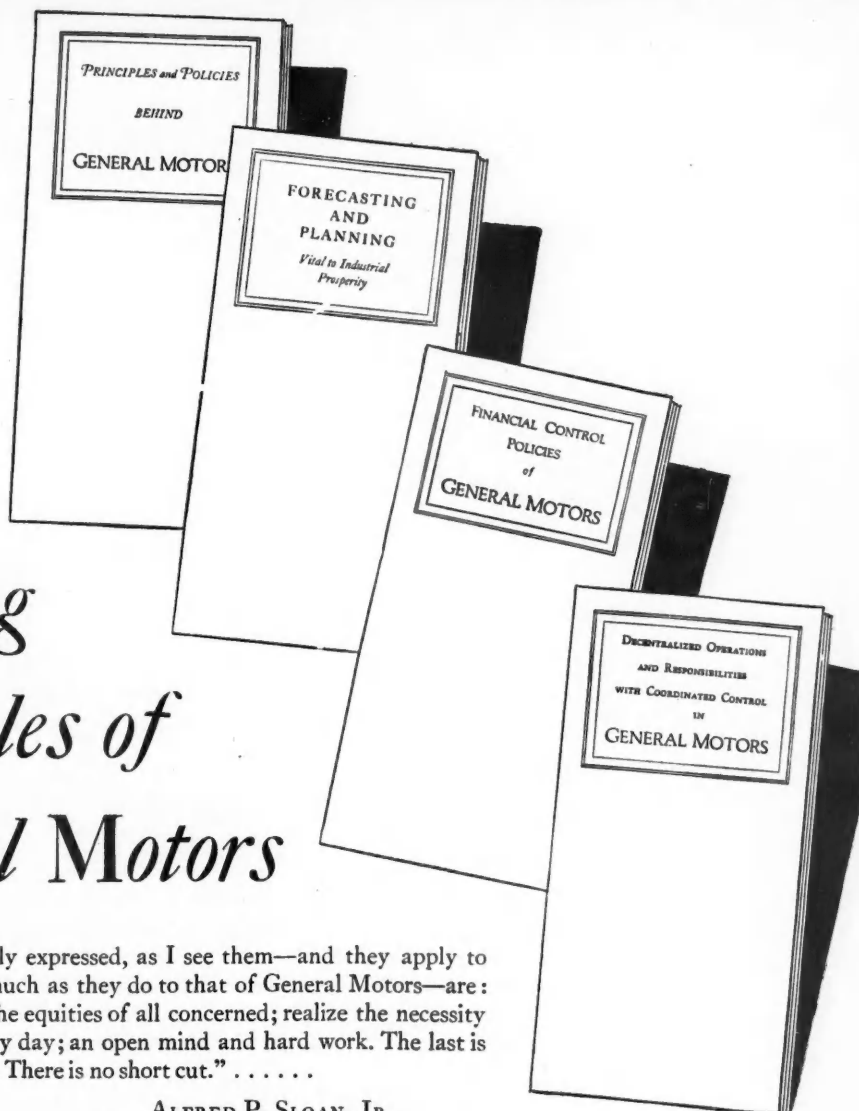 PRINCIPLES and POLICIES
BEHIND
GENERAL MOTOR
FORECASTING
AND
PLANNING
Vital to Industrial
Prosperity
FINANCIAL CONTROL
POLICIES
of
GENERAL MOTORS
DECENTRALIZED OPERATIONS
AND RESPONSIBILITIES
WITH COORDINATED CONTROL
IN
GENERAL MOTORS
g
les of
l Motors
ly expressed, as I see them—and they apply to
much as they do to that of General Motors—are:
he equities of all concerned; realize the necessity
y day; an open mind and hard work. The last is
There is no short cut.” . . . . . .
ALFRED P. SLOAN, JR.